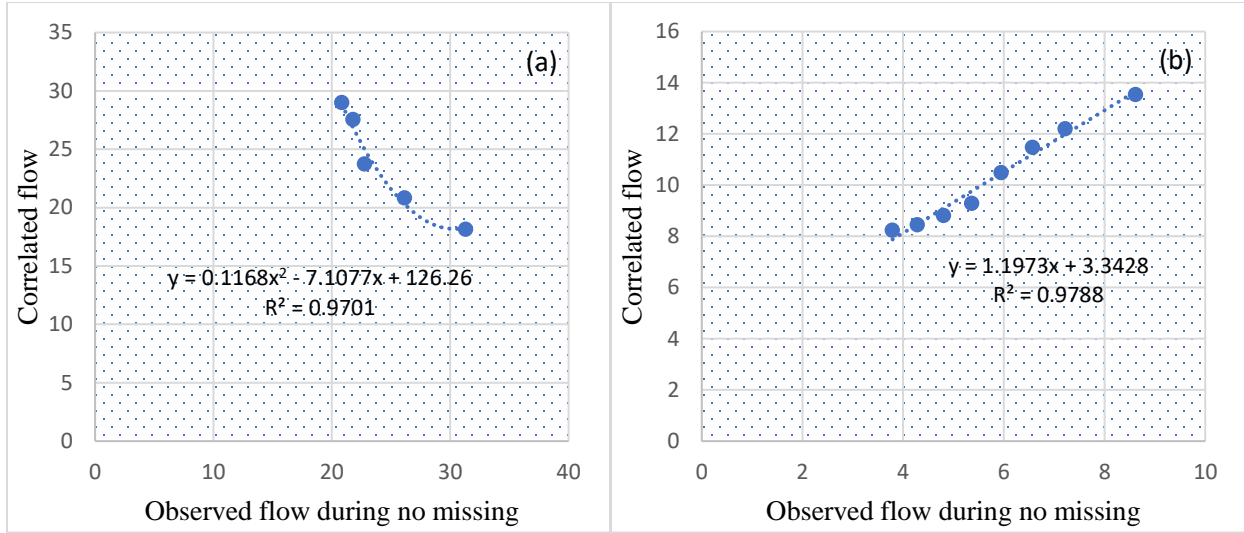 (a)
35
30
25
20
15
10
5
0
Correlated flow
y = 0.1168x² - 7.1077x + 126.26
R² = 0.9701
0 10 20 30 40
Observed flow during no missing
(b)
16
14
12
10
8
6
4
2
0
Correlated flow
y = 1.1973x + 3.3428
R² = 0.9788
0 2 4 6 8 10
Observed flow during no missing